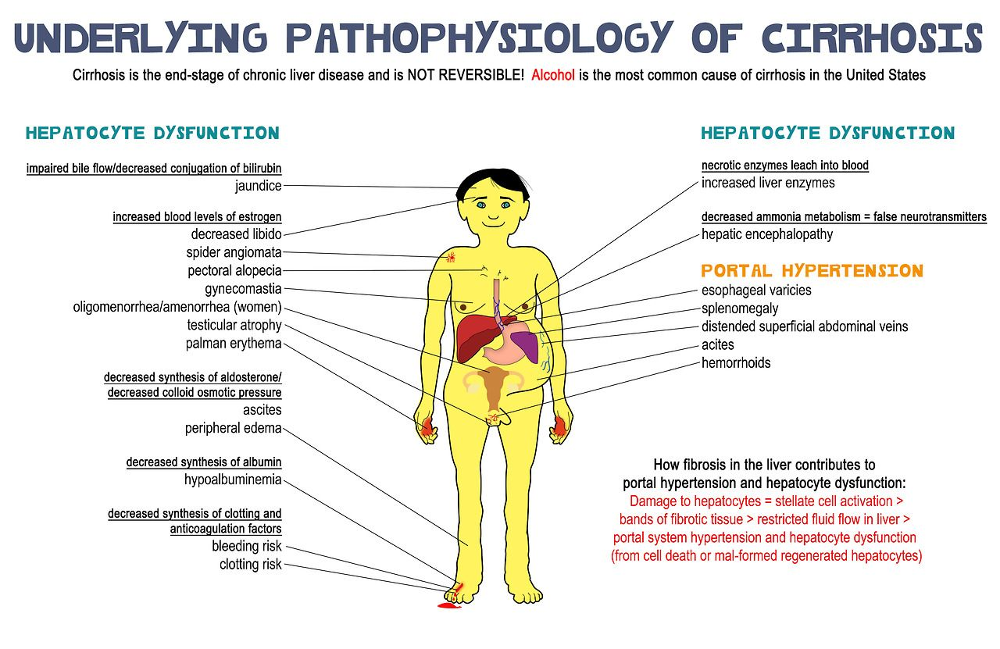 UNDERLYING PATHOPHYSIOLOGY OF CIRRHOSIS
Cirrhosis is the end-stage of chronic liver disease and is NOT REVERSIBLE! Alcohol is the most common cause of cirrhosis in the United States
HEPATOCYTE DYSFUNCTION
impaired bile flow/decreased conjugation of bilirubin
jaundice
increased blood levels of estrogen
decreased libido
spider angiomata
pectoral alopecia
gynecomastia
oligomenorrhea/amenorrhea (women)
testicular atrophy
palman erythema
decreased synthesis of aldosterone/
decreased colloid osmotic pressure
ascites
peripheral edema
decreased synthesis of albumin
hypoalbuminemia
decreased synthesis of clotting and
anticoagulation factors
bleeding risk
clotting risk
HEPATOCYTE DYSFUNCTION
necrotic enzymes leach into blood
increased liver enzymes
decreased ammonia metabolism = false neurotransmitters
hepatic encephalopathy
PORTAL HYPERTENSION
esophageal varicies
splenomegaly
distended superficial abdominal veins
acites
hemorrhoids
How fibrosis in the liver contributes to
portal hypertension and hepatocyte dysfunction:
Damage to hepatocytes = stellate cell activation >
bands of fibrotic tissue > restricted fluid flow in liver >
portal system hypertension and hepatocyte dysfunction
(from cell death or mal-formed regenerated hepatocytes)